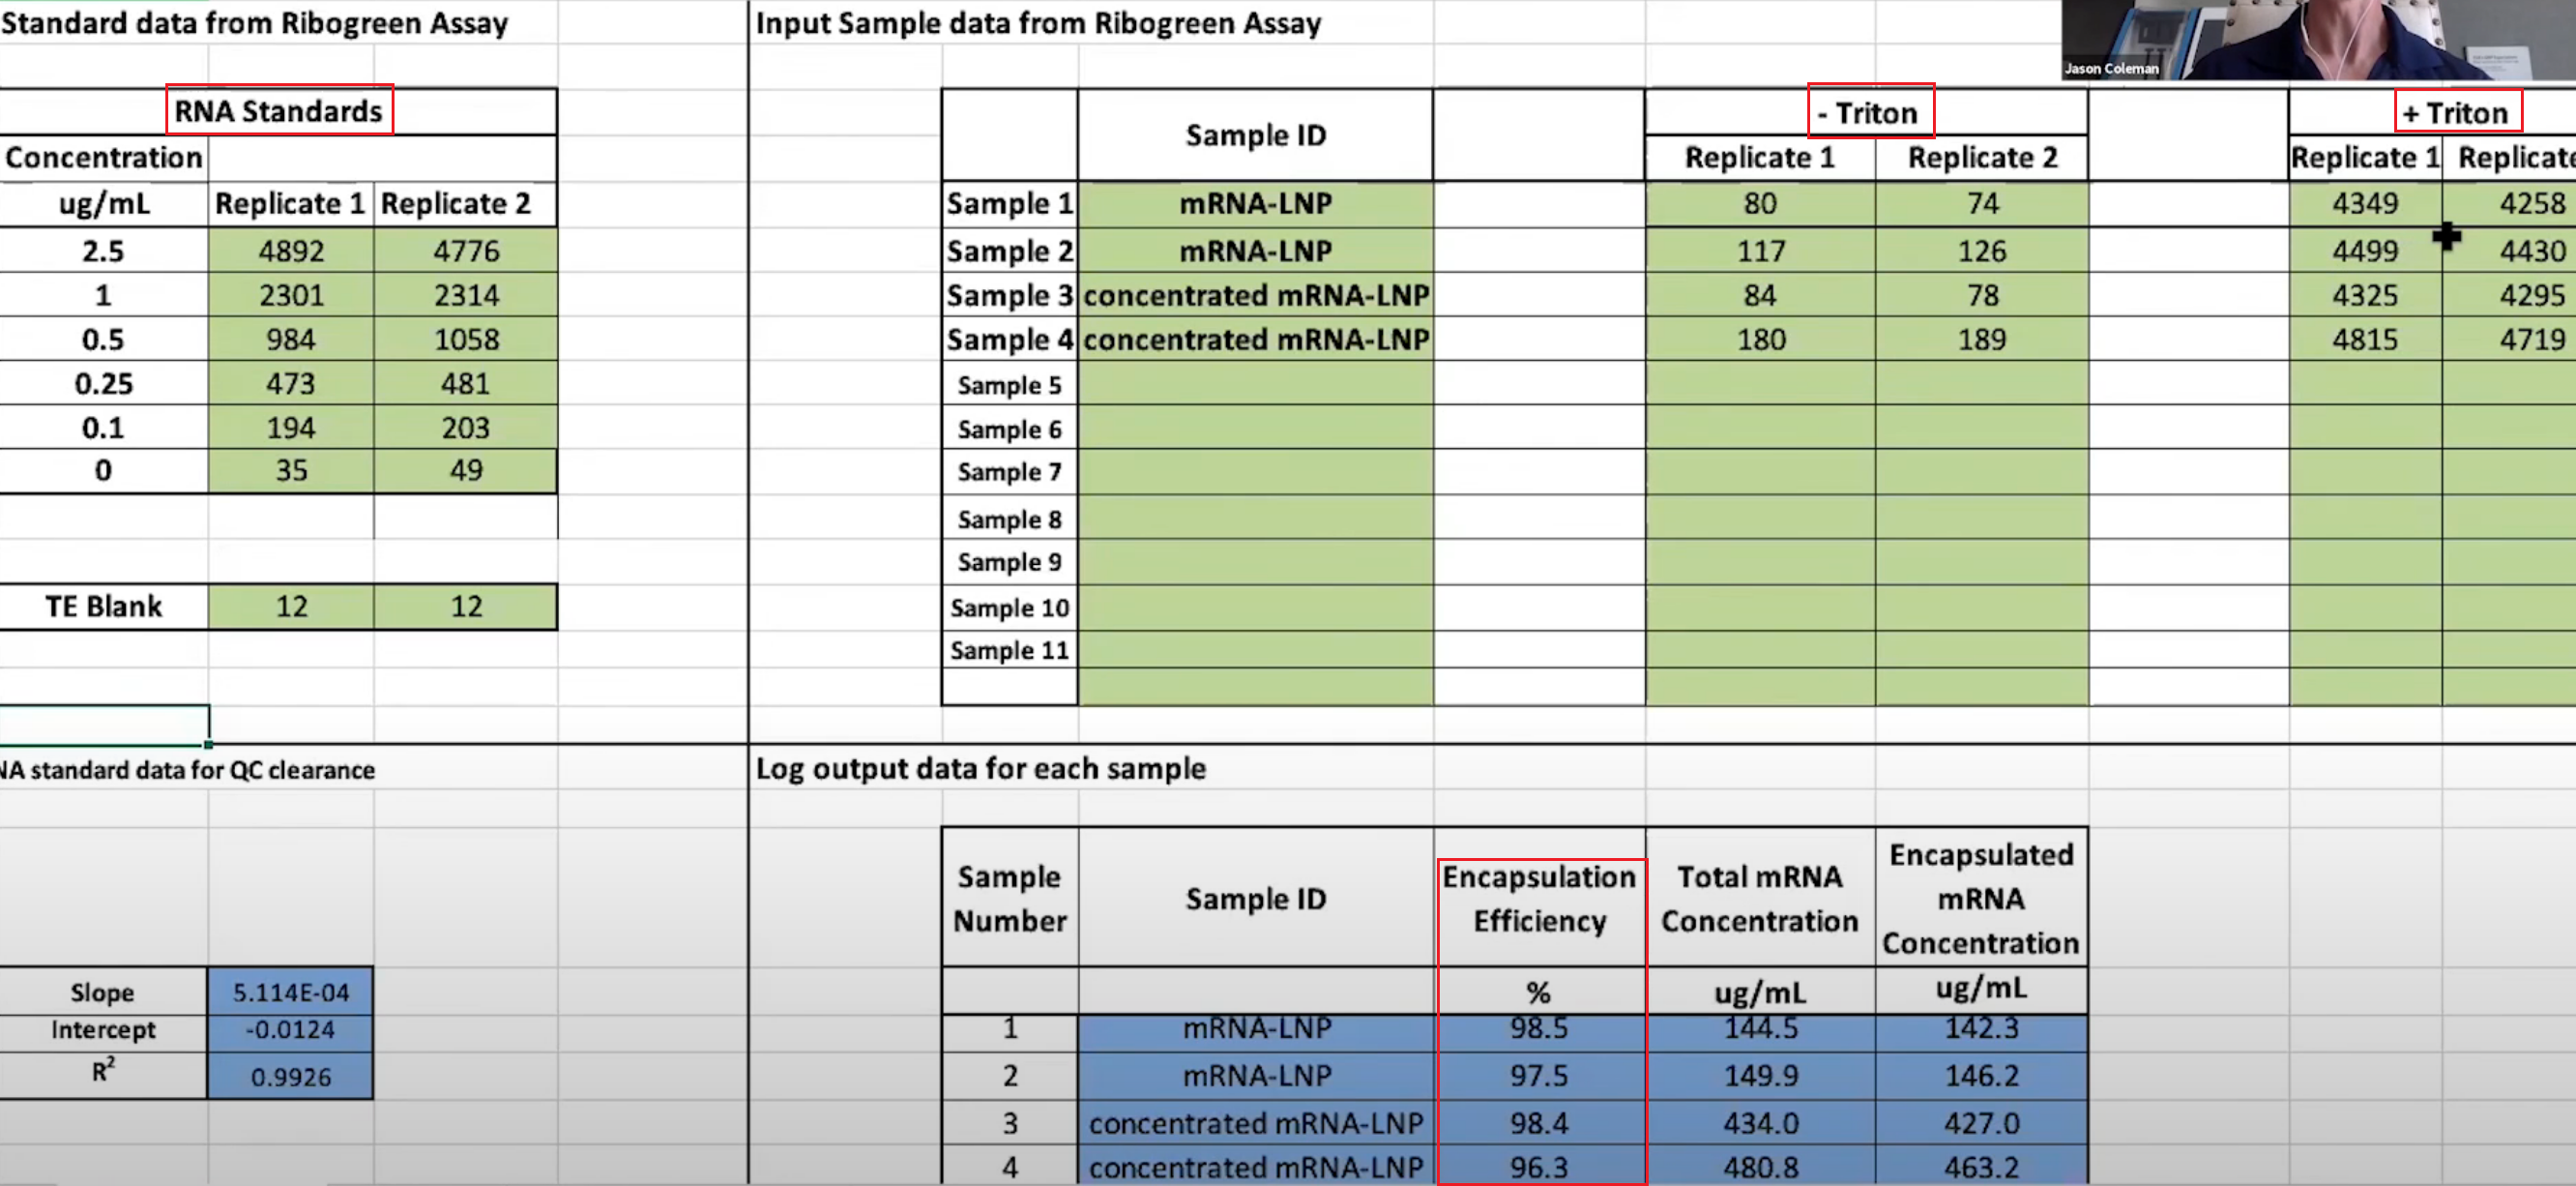 Standard data from Ribogreen Assay
RNA Standards
Concentration
ug/mL Replicate 1 Replicate 2
2.5 4892 4776
1 2301 2314
0.5 984 1058
0.25 473 481
0.1 194 203
0 35 49
TE Blank 12 12
Input Sample data from Ribogreen Assay
Jason Coleman
Sample ID - Triton + Triton
Replicate 1 Replicate 2 Replicate 1 Replicate
Sample 1 mRNA-LNP 80 74 4349 4258
Sample 2 mRNA-LNP 117 126 4499 4430
Sample 3 concentrated mRNA-LNP 84 78 4325 4295
Sample 4 concentrated mRNA-LNP 180 189 4815 4719
Sample 5
Sample 6
Sample 7
Sample 8
Sample 9
Sample 10
Sample 11
NA standard data for QC clearance
Slope 5.114E-04
Intercept -0.0124
R² 0.9926
Log output data for each sample
Sample Number Sample ID Encapsulation Efficiency Total mRNA Concentration Encapsulated mRNA Concentration
% ug/mL ug/mL
1 mRNA-LNP 98.5 144.5 142.3
2 mRNA-LNP 97.5 149.9 146.2
3 concentrated mRNA-LNP 98.4 434.0 427.0
4 concentrated mRNA-LNP 96.3 480.8 463.2